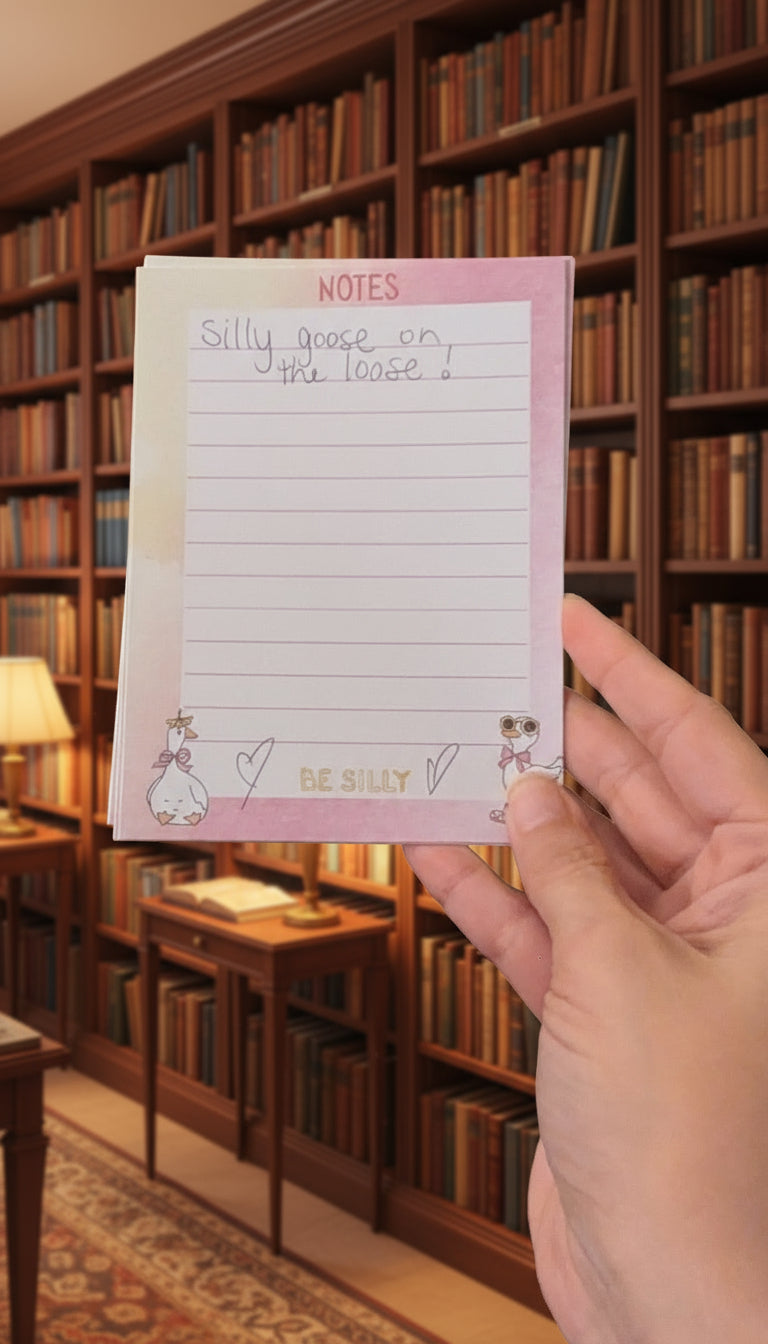 NOTES
Silly goose on
the loose !
BE SILLY